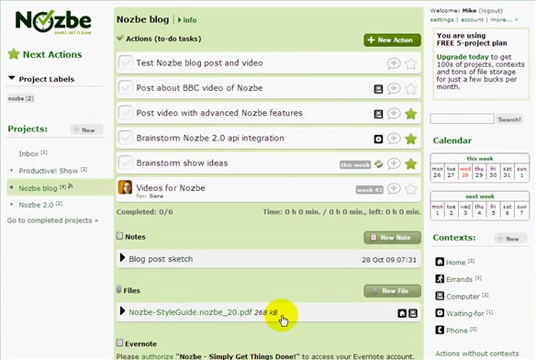 Nozbe
SIMPLY GET IT DONE!
Next Actions
Project Labels
nozbe [2]
Projects:
New
Inbox [0]
Productive! Show [2]
Nozbe blog [6]
Nozbe 2.0 [2]
Go to completed projects »
Nozbe blog | info
Actions (to-do tasks)
New Action
Test Nozbe blog post and video
Post about BBC video of Nozbe
Post video with advanced Nozbe features
Brainstorm Nozbe 2.0 api integration
Brainstorm show ideas
this week
Videos for Nozbe
for: Sara
week 43
Completed: 0/6
Time: 0 h 0 min. / 0 h 0 min., left: 0 h 0 min.
Notes
New Note
Blog post sketch
28 Oct 09 07:31
Files
New File
Nozbe-StyleGuide.nozbe_20.pdf 268 kB
Evernote
Please authorize "Nozbe - Simply Get Things Done!" to access your Evernote account.
Welcome, Mike (logout)
settings | account | more... >
You are using
FREE 5-project plan
Upgrade today to get
100s of projects, contexts
and tons of file storage
for just a few bucks per
month.
Search!
Calendar
this week
mon tue wed thu fri sat sun
26 27 28 29 30 31 1
next week
mon tue wed thu fri sat sun
2 3 4 5 6 7 8
Contexts:
New
Home [0]
Errands
Computer [2]
Waiting-for [1]
Phone [1]
Actions without contexts